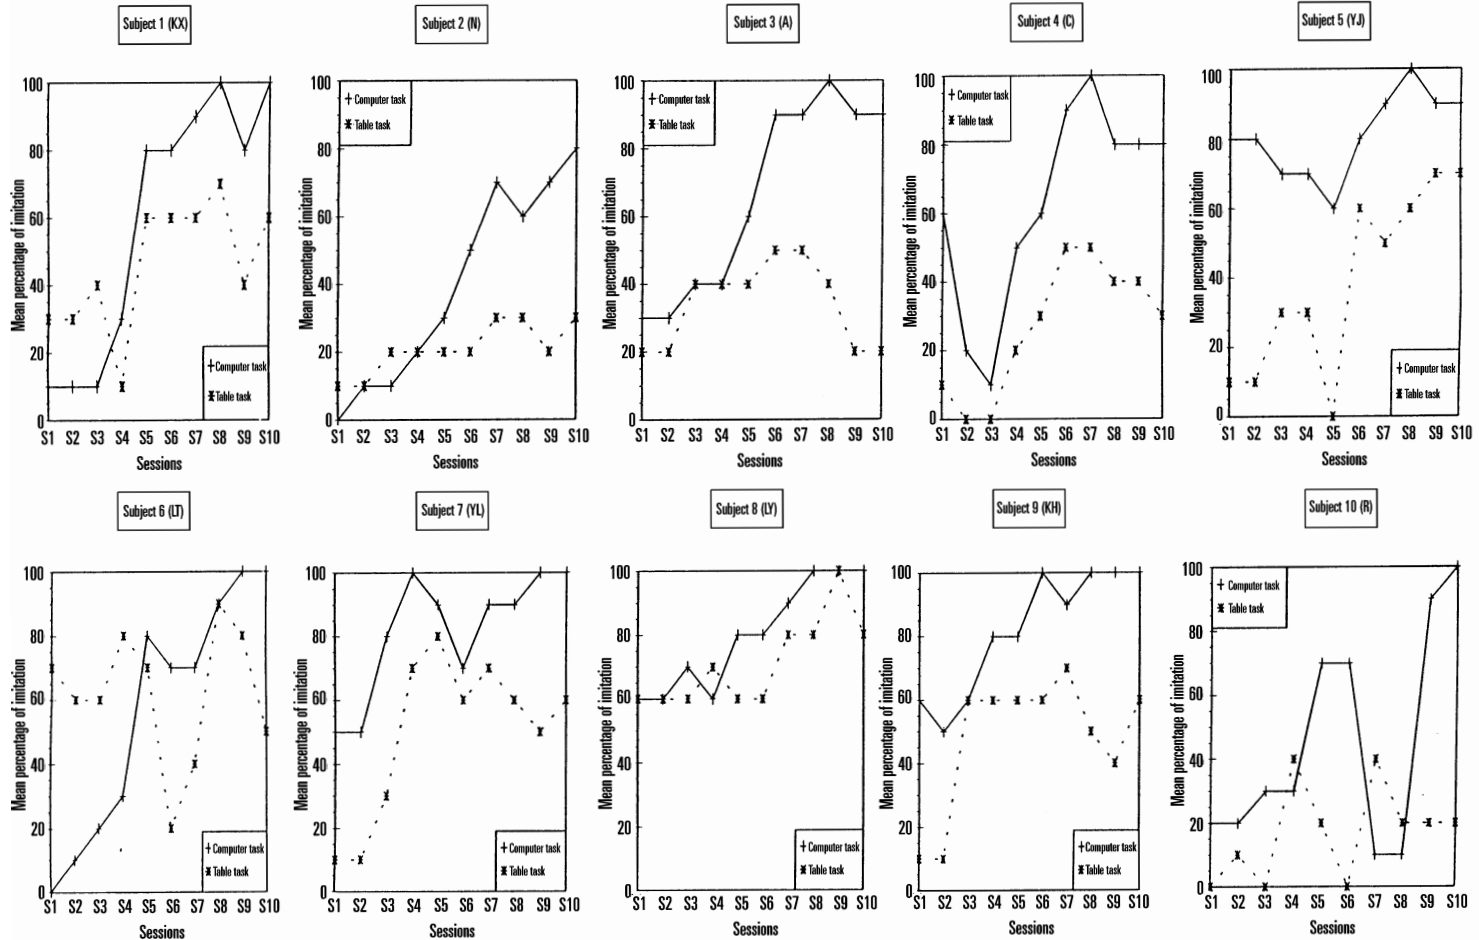 Subject 1 (KX)
Mean percentage of imitation
100
80
60
40
20
0
Computer task
Table task
S1 S2 S3 S4 S5 S6 S7 S8 S9 S10
Sessions
Subject 2 (N)
Mean percentage of imitation
100
80
60
40
20
0
Computer task
Table task
S1 S2 S3 S4 S5 S6 S7 S8 S9 S10
Sessions
Subject 3 (A)
Mean percentage of imitation
100
80
60
40
20
0
Computer task
Table task
S1 S2 S3 S4 S5 S6 S7 S8 S9 S10
Sessions
Subject 4 (C)
Mean percentage of imitation
100
80
60
40
20
0
Computer task
Table task
S1 S2 S3 S4 S5 S6 S7 S8 S9 S10
Sessions
Subject 5 (YJ)
Mean percentage of imitation
100
80
60
40
20
0
Computer task
Table task
S1 S2 S3 S4 S5 S6 S7 S8 S9 S10
Sessions
Subject 6 (LT)
Mean percentage of imitation
100
80
60
40
20
0
Computer task
Table task
S1 S2 S3 S4 S5 S6 S7 S8 S9 S10
Sessions
Subject 7 (YL)
Mean percentage of imitation
100
80
60
40
20
0
Computer task
Table task
S1 S2 S3 S4 S5 S6 S7 S8 S9 S10
Sessions
Subject 8 (LY)
Mean percentage of imitation
100
80
60
40
20
0
Computer task
Table task
S1 S2 S3 S4 S5 S6 S7 S8 S9 S10
Sessions
Subject 9 (KH)
Mean percentage of imitation
100
80
60
40
20
0
Computer task
Table task
S1 S2 S3 S4 S5 S6 S7 S8 S9 S10
Sessions
Subject 10 (R)
Mean percentage of imitation
100
80
60
40
20
0
Computer task
Table task
S1 S2 S3 S4 S5 S6 S7 S8 S9 S10
Sessions